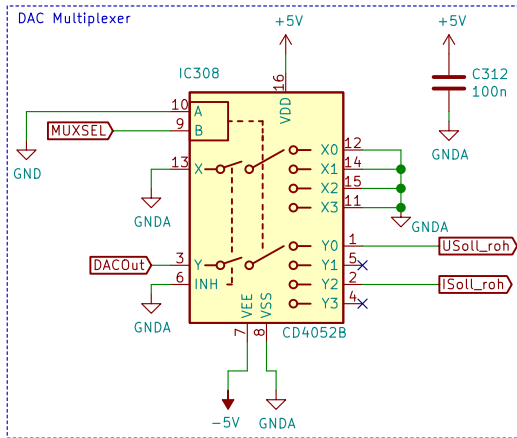 DAC Multiplexer
+5V
+5V
IC308
16
VDD
C312
100n
GNDA
10
A
MUXSEL
9
B
GND
13
X
GNDA
X0
12
X1
14
X2
15
X3
11
GNDA
DACOut
3
Y
6
INH
GNDA
Y0
1
USoll_roh
Y1
5
Y2
2
ISoll_roh
Y3
4
VEE
VSS
7
8
CD4052B
-5V
GNDA